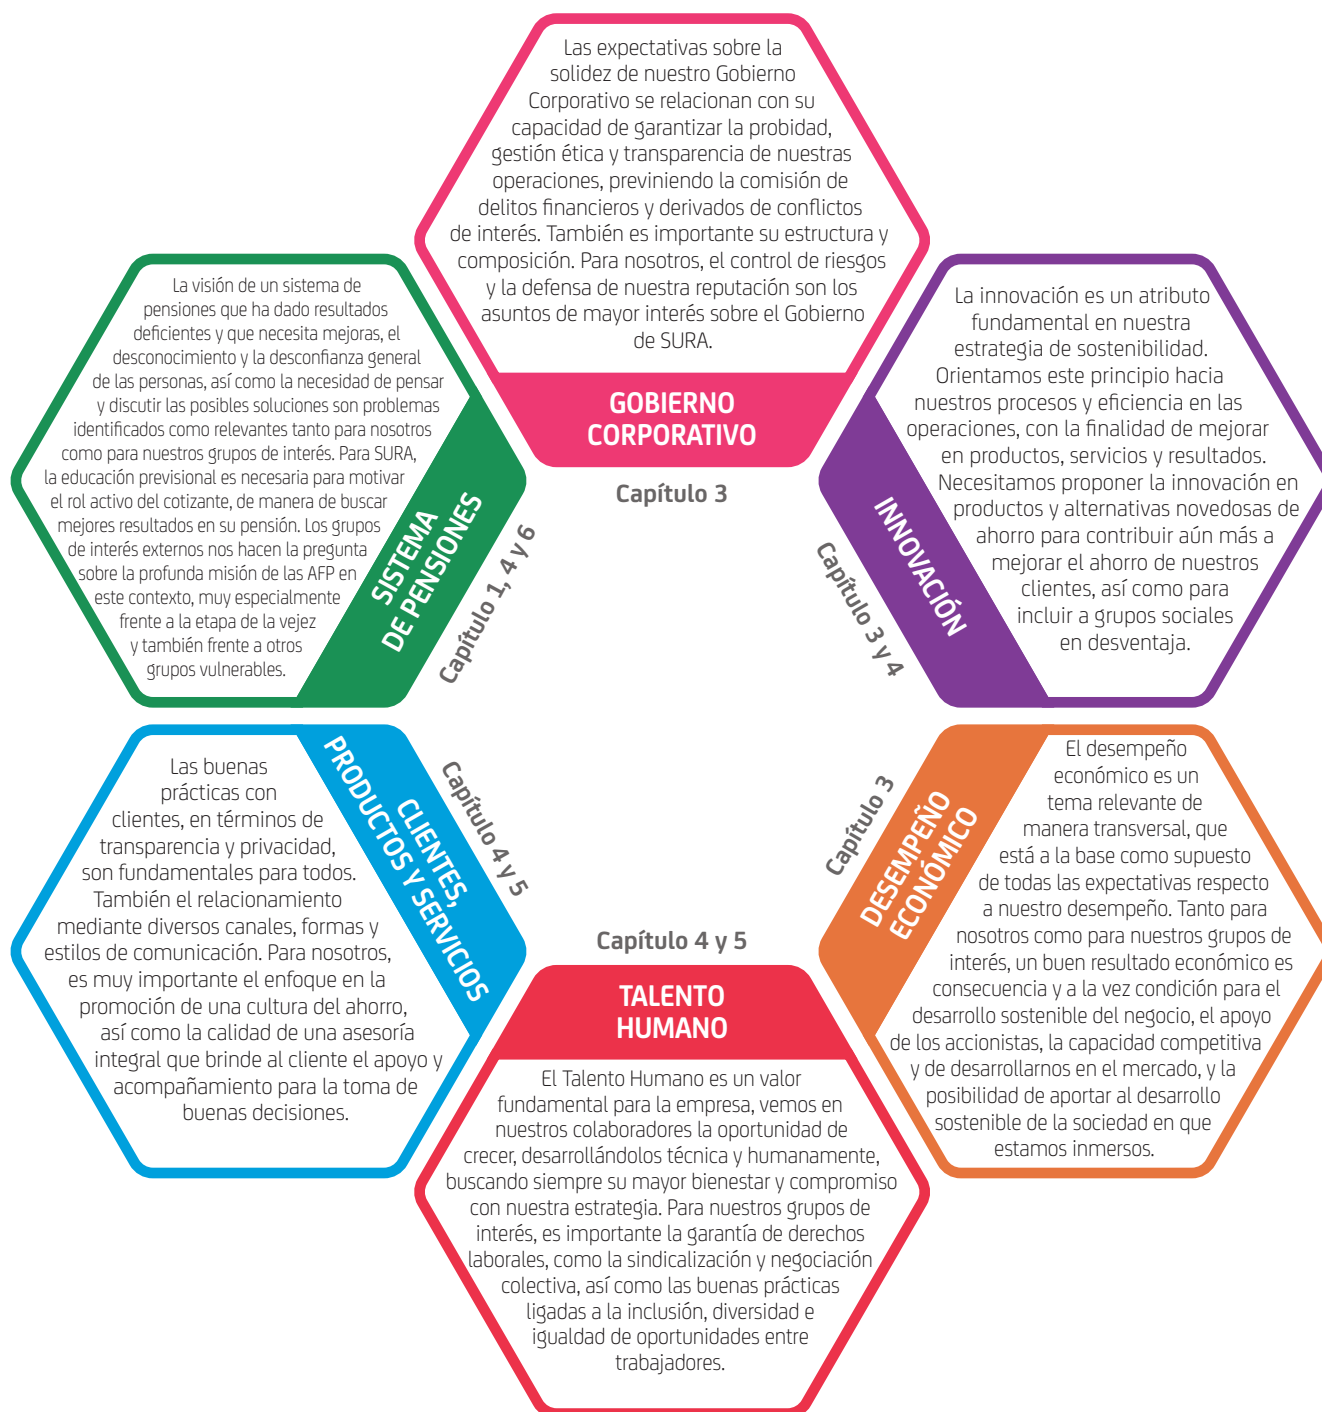 Las expectativas sobre la
solidez de nuestro Gobierno
Corporativo se relacionan con su
capacidad de garantizar la probidad,
gestión ética y transparencia de nuestras
operaciones, previniendo la comisión de
delitos financieros y derivados de conflictos
de interés. También es importante su estructura y
composición. Para nosotros, el control de riesgos
y la defensa de nuestra reputación son los
asuntos de mayor interés sobre el Gobierno
de SURA.
GOBIERNO
CORPORATIVO
Capítulo 3
La innovación es un atributo
fundamental en nuestra
estrategia de sostenibilidad.
Orientamos este principio hacia
nuestros procesos y eficiencia en las
operaciones, con la finalidad de mejorar
en productos, servicios y resultados.
Necesitamos proponer la innovación en
productos y alternativas novedosas de
ahorro para contribuir aún más a
mejorar el ahorro de nuestros
clientes, así como para
incluir a grupos sociales
en desventaja.
INNOVACIÓN
Capítulo 3 y 4
El desempeño
económico es un
tema relevante de
manera transversal, que
está a la base como supuesto
de todas las expectativas respecto
a nuestro desempeño. Tanto para
nosotros como para nuestros grupos de
interés, un buen resultado económico es
consecuencia y a la vez condición para el
desarrollo sostenible del negocio, el apoyo
de los accionistas, la capacidad competitiva
y de desarrollarnos en el mercado, y la
posibilidad de aportar al desarrollo
sostenible de la sociedad en que
estamos inmersos.
DESEMPEÑO
ECONÓMICO
Capítulo 3
Capítulo 4 y 5
TALENTO
HUMANO
El Talento Humano es un valor
fundamental para la empresa, vemos en
nuestros colaboradores la oportunidad de
crecer, desarrollándolos técnica y humanamente,
buscando siempre su mayor bienestar y compromiso
con nuestra estrategia. Para nuestros grupos de
interés, es importante la garantía de derechos
laborales, como la sindicalización y negociación
colectiva, así como las buenas prácticas
ligadas a la inclusión, diversidad e
igualdad de oportunidades entre
trabajadores.
Las buenas
prácticas con
clientes, en términos de
transparencia y privacidad,
son fundamentales para todos.
También el relacionamiento
mediante diversos canales, formas y
estilos de comunicación. Para nosotros,
es muy importante el enfoque en la
promoción de una cultura del ahorro,
así como la calidad de una asesoría
integral que brinde al cliente el apoyo y
acompañamiento para la toma de
buenas decisiones.
CLIENTES,
PRODUCTOS Y SERVICIOS
Capítulo 4 y 5
La visión de un sistema de
pensiones que ha dado resultados
deficientes y que necesita mejoras, el
desconocimiento y la desconfianza general
de las personas, así como la necesidad de pensar
y discutir las posibles soluciones son problemas
identificados como relevantes tanto para nosotros
como para nuestros grupos de interés. Para SURA,
la educación previsional es necesaria para motivar
el rol activo del cotizante, de manera de buscar
mejores resultados en su pensión. Los grupos
de interés externos nos hacen la pregunta
sobre la profunda misión de las AFP en
este contexto, muy especialmente
frente a la etapa de la vejez
y también frente a otros
grupos vulnerables.
SISTEMA
DE PENSIONES
Capítulo 1, 4 y 6